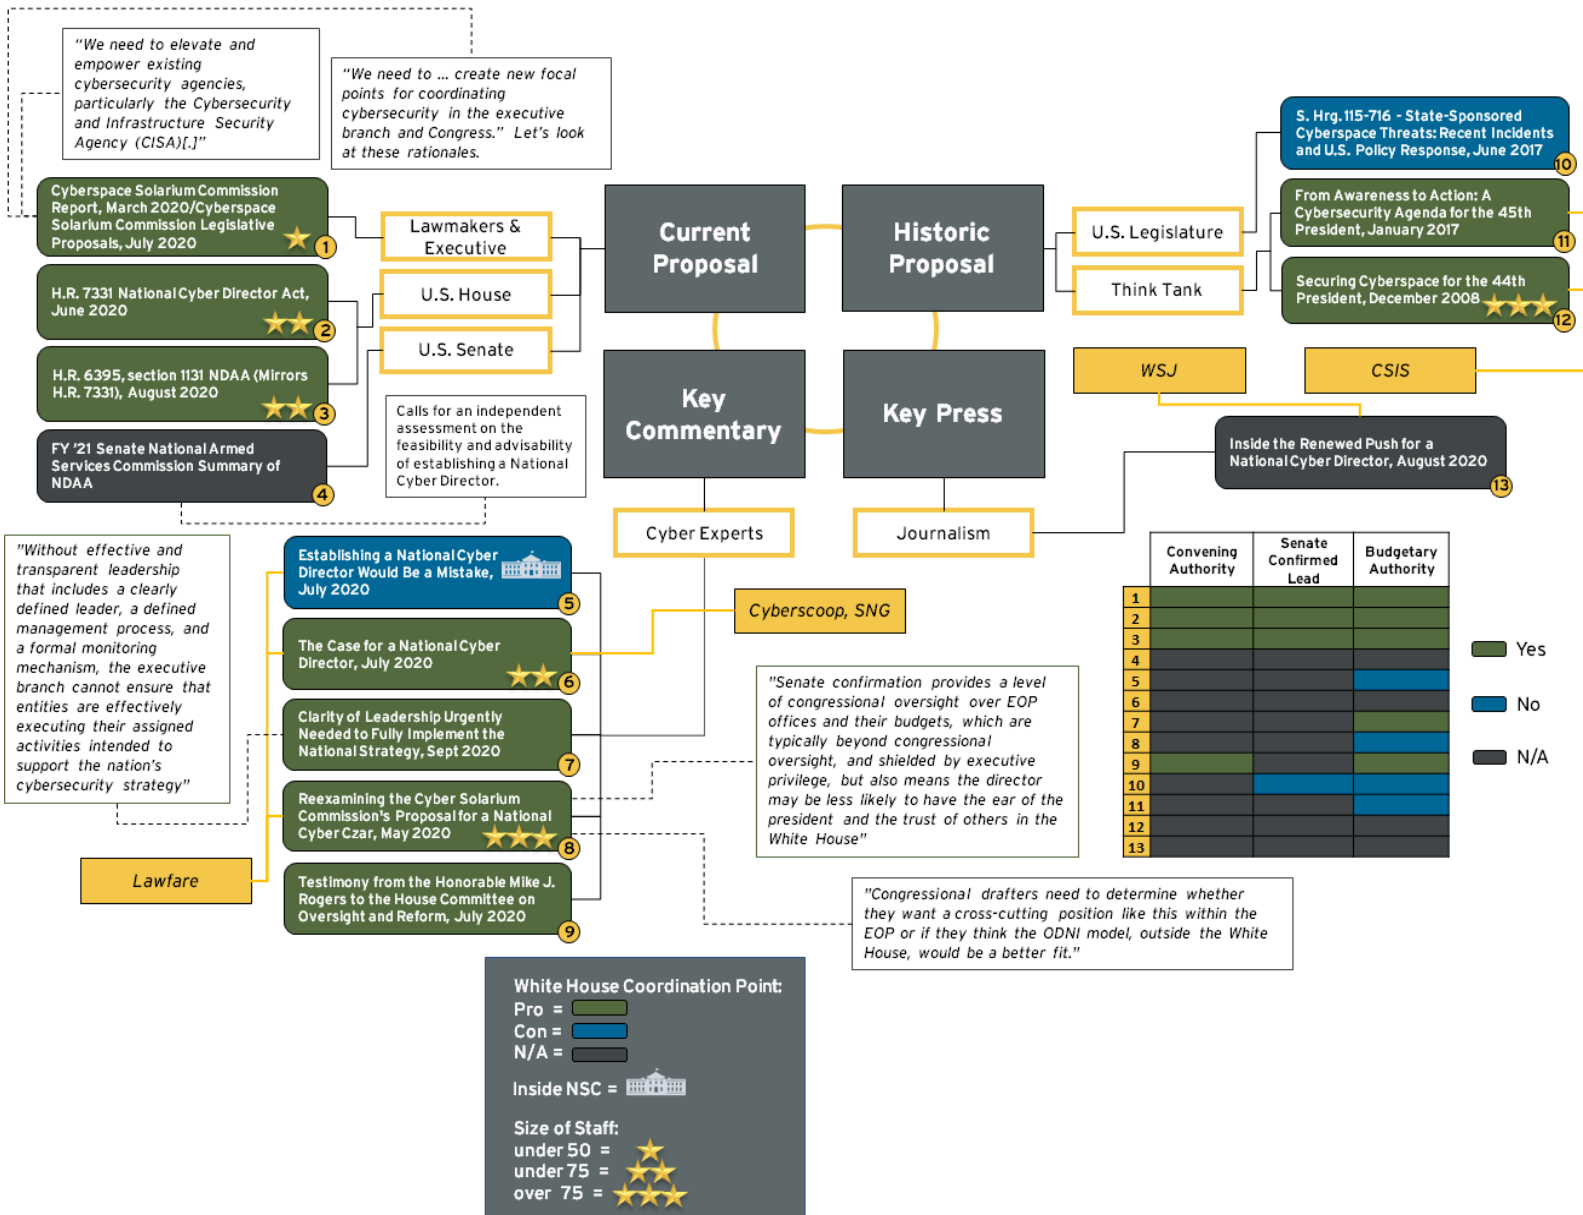 "We need to elevate and
empower existing
cybersecurity agencies,
particularly the Cybersecurity
and Infrastructure Security
Agency (CISA)[.]"
"We need to ... create new focal
points for coordinating
cybersecurity in the executive
branch and Congress." Let's look
at these rationales.
Cyberspace Solarium Commission
Report, March 2020/Cyberspace
Solarium Commission Legislative
Proposals, July 2020
1
H.R. 7331 National Cyber Director Act,
June 2020
2
H.R. 6395, section 1131 NDAA (Mirrors
H.R. 7331), August 2020
3
FY '21 Senate National Armed
Services Commission Summary of
NDAA
4
Lawmakers &
Executive
U.S. House
U.S. Senate
Calls for an independent
assessment on the
feasibility and advisability
of establishing a National
Cyber Director.
Current
Proposal
Historic
Proposal
Key
Commentary
Key Press
U.S. Legislature
Think Tank
S. Hrg. 115-716 - State-Sponsored
Cyberspace Threats: Recent Incidents
and U.S. Policy Response, June 2017
10
From Awareness to Action: A
Cybersecurity Agenda for the 45th
President, January 2017
11
Securing Cyberspace for the 44th
President, December 2008
12
WSJ
CSIS
Inside the Renewed Push for a
National Cyber Director, August 2020
13
Cyber Experts
Journalism
"Without effective and
transparent leadership
that includes a clearly
defined leader, a defined
management process, and
a formal monitoring
mechanism, the executive
branch cannot ensure that
entities are effectively
executing their assigned
activities intended to
support the nation's
cybersecurity strategy"
Establishing a National Cyber
Director Would Be a Mistake,
July 2020
5
The Case for a National Cyber
Director, July 2020
6
Clarity of Leadership Urgently
Needed to Fully Implement the
National Strategy, Sept 2020
7
Reexamining the Cyber Solarium
Commission's Proposal for a National
Cyber Czar, May 2020
8
Testimony from the Honorable Mike J.
Rogers to the House Committee on
Oversight and Reform, July 2020
9
Lawfare
Cyberscoop, SNG
"Senate confirmation provides a level
of congressional oversight over EOP
offices and their budgets, which are
typically beyond congressional
oversight, and shielded by executive
privilege, but also means the director
may be less likely to have the ear of the
president and the trust of others in the
White House"
"Congressional drafters need to determine whether
they want a cross-cutting position like this within the
EOP or if they think the ODNI model, outside the White
House, would be a better fit."
Convening
Authority
Senate
Confirmed
Lead
Budgetary
Authority
1
2
3
4
5
6
7
8
9
10
11
12
13
Yes
No
N/A
White House Coordination Point:
Pro =
Con =
N/A =
Inside NSC =
Size of Staff:
under 50 =
under 75 =
over 75 =